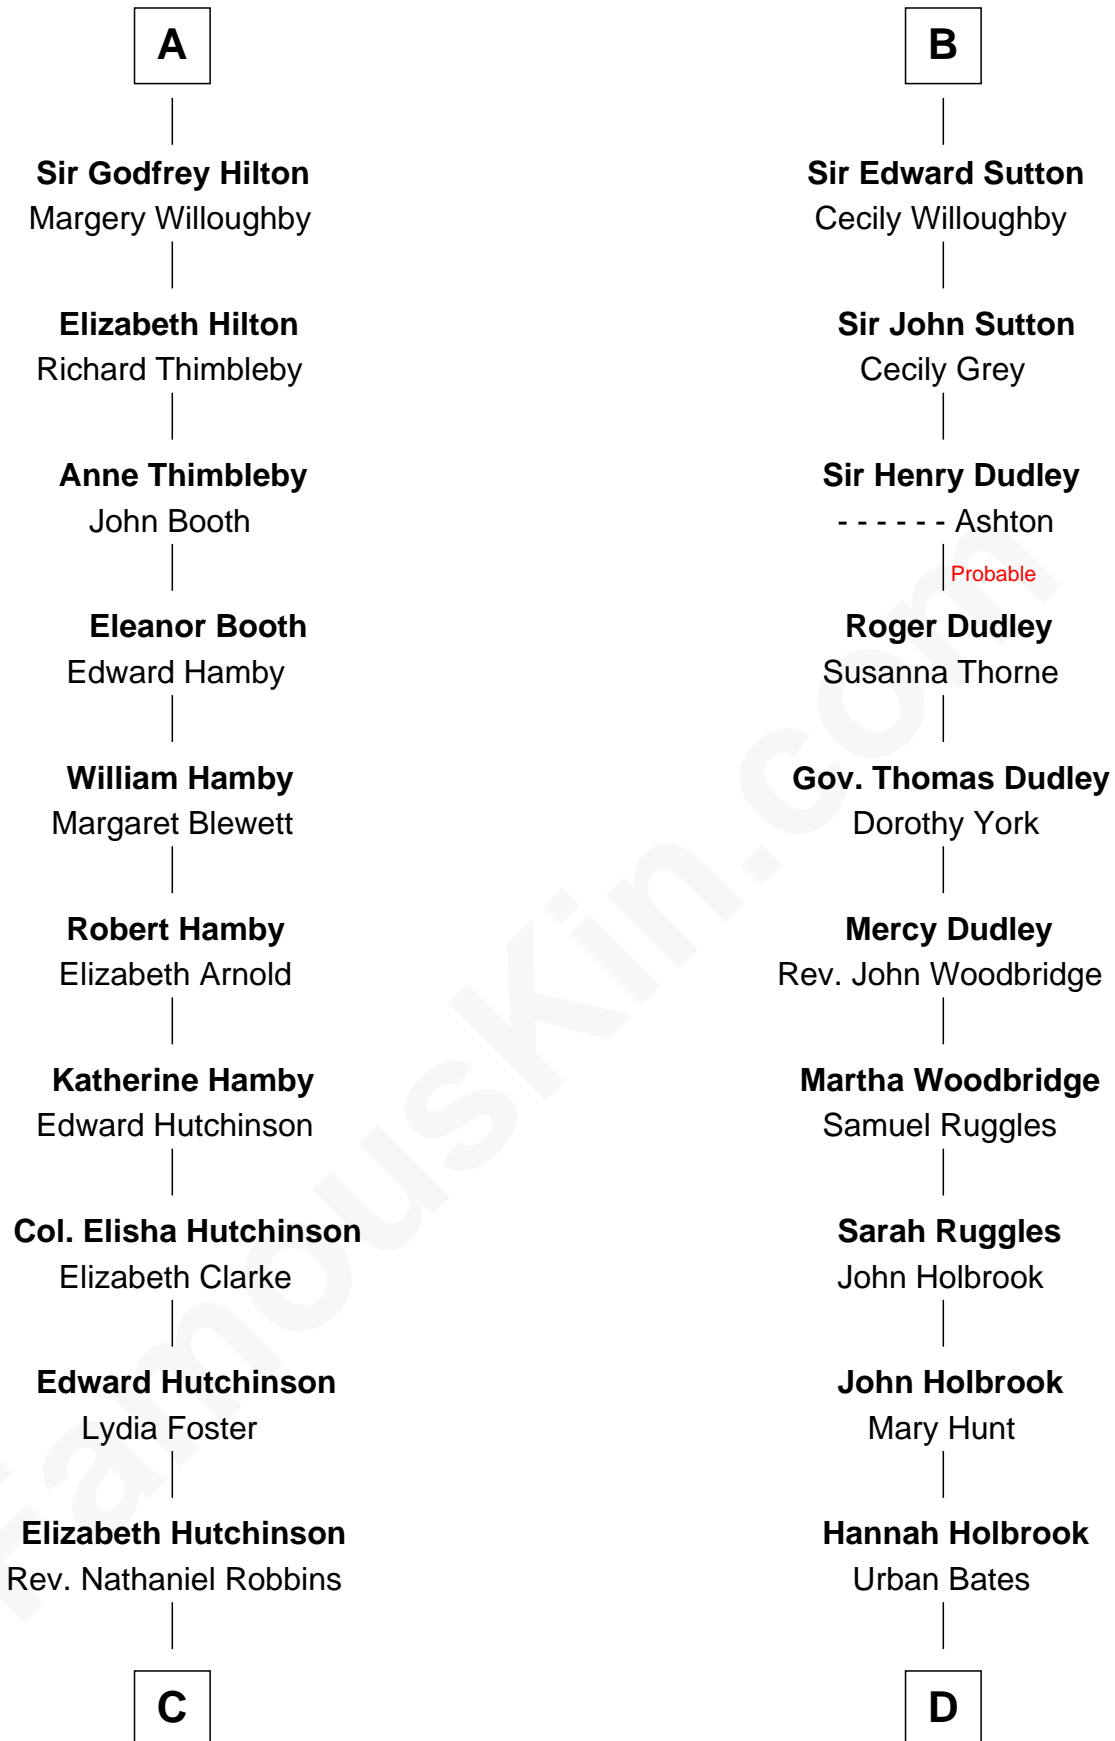 A
Sir Godfrey Hilton
Margery Willoughby
Elizabeth Hilton
Richard Thimbleby
Anne Thimbleby
John Booth
Eleanor Booth
Edward Hamby
William Hamby
Margaret Blewett
Robert Hamby
Elizabeth Arnold
Katherine Hamby
Edward Hutchinson
Col. Elisha Hutchinson
Elizabeth Clarke
Edward Hutchinson
Lydia Foster
Elizabeth Hutchinson
Rev. Nathaniel Robbins
C
B
Sir Edward Sutton
Cecily Willoughby
Sir John Sutton
Cecily Grey
Sir Henry Dudley
- - - - - - Ashton
Probable
Roger Dudley
Susanna Thorne
Gov. Thomas Dudley
Dorothy York
Mercy Dudley
Rev. John Woodbridge
Martha Woodbridge
Samuel Ruggles
Sarah Ruggles
John Holbrook
John Holbrook
Mary Hunt
Hannah Holbrook
Urban Bates
D
FamousKin.com